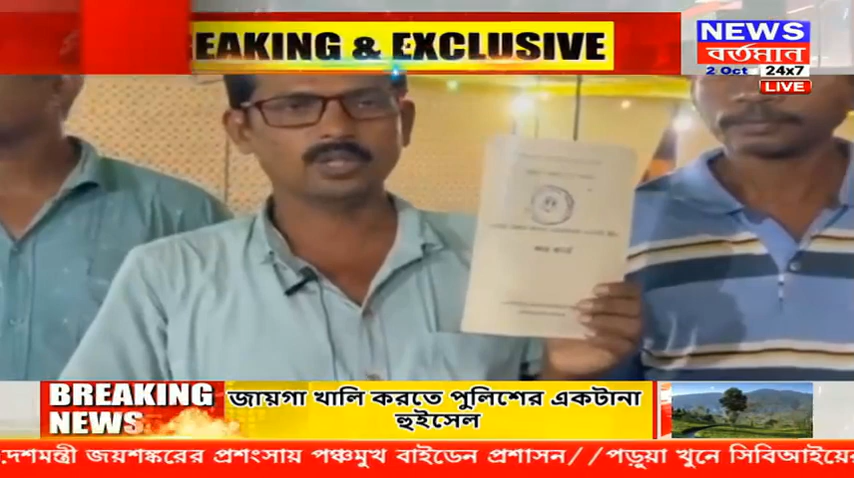 EAKING & EXCLUSIVE
NEWS
বর্তমান
2 Oct 24x7
LIVE
BREAKING
NEWS
জায়গা খালি করতে পুলিশের একটানা
হুইসেল
দেশমন্ত্রী জয়শঙ্করের প্রশংসায় পঞ্চমুখ বাইডেন প্রশাসন//পড়ুয়া খুনে সিবিআইয়ের